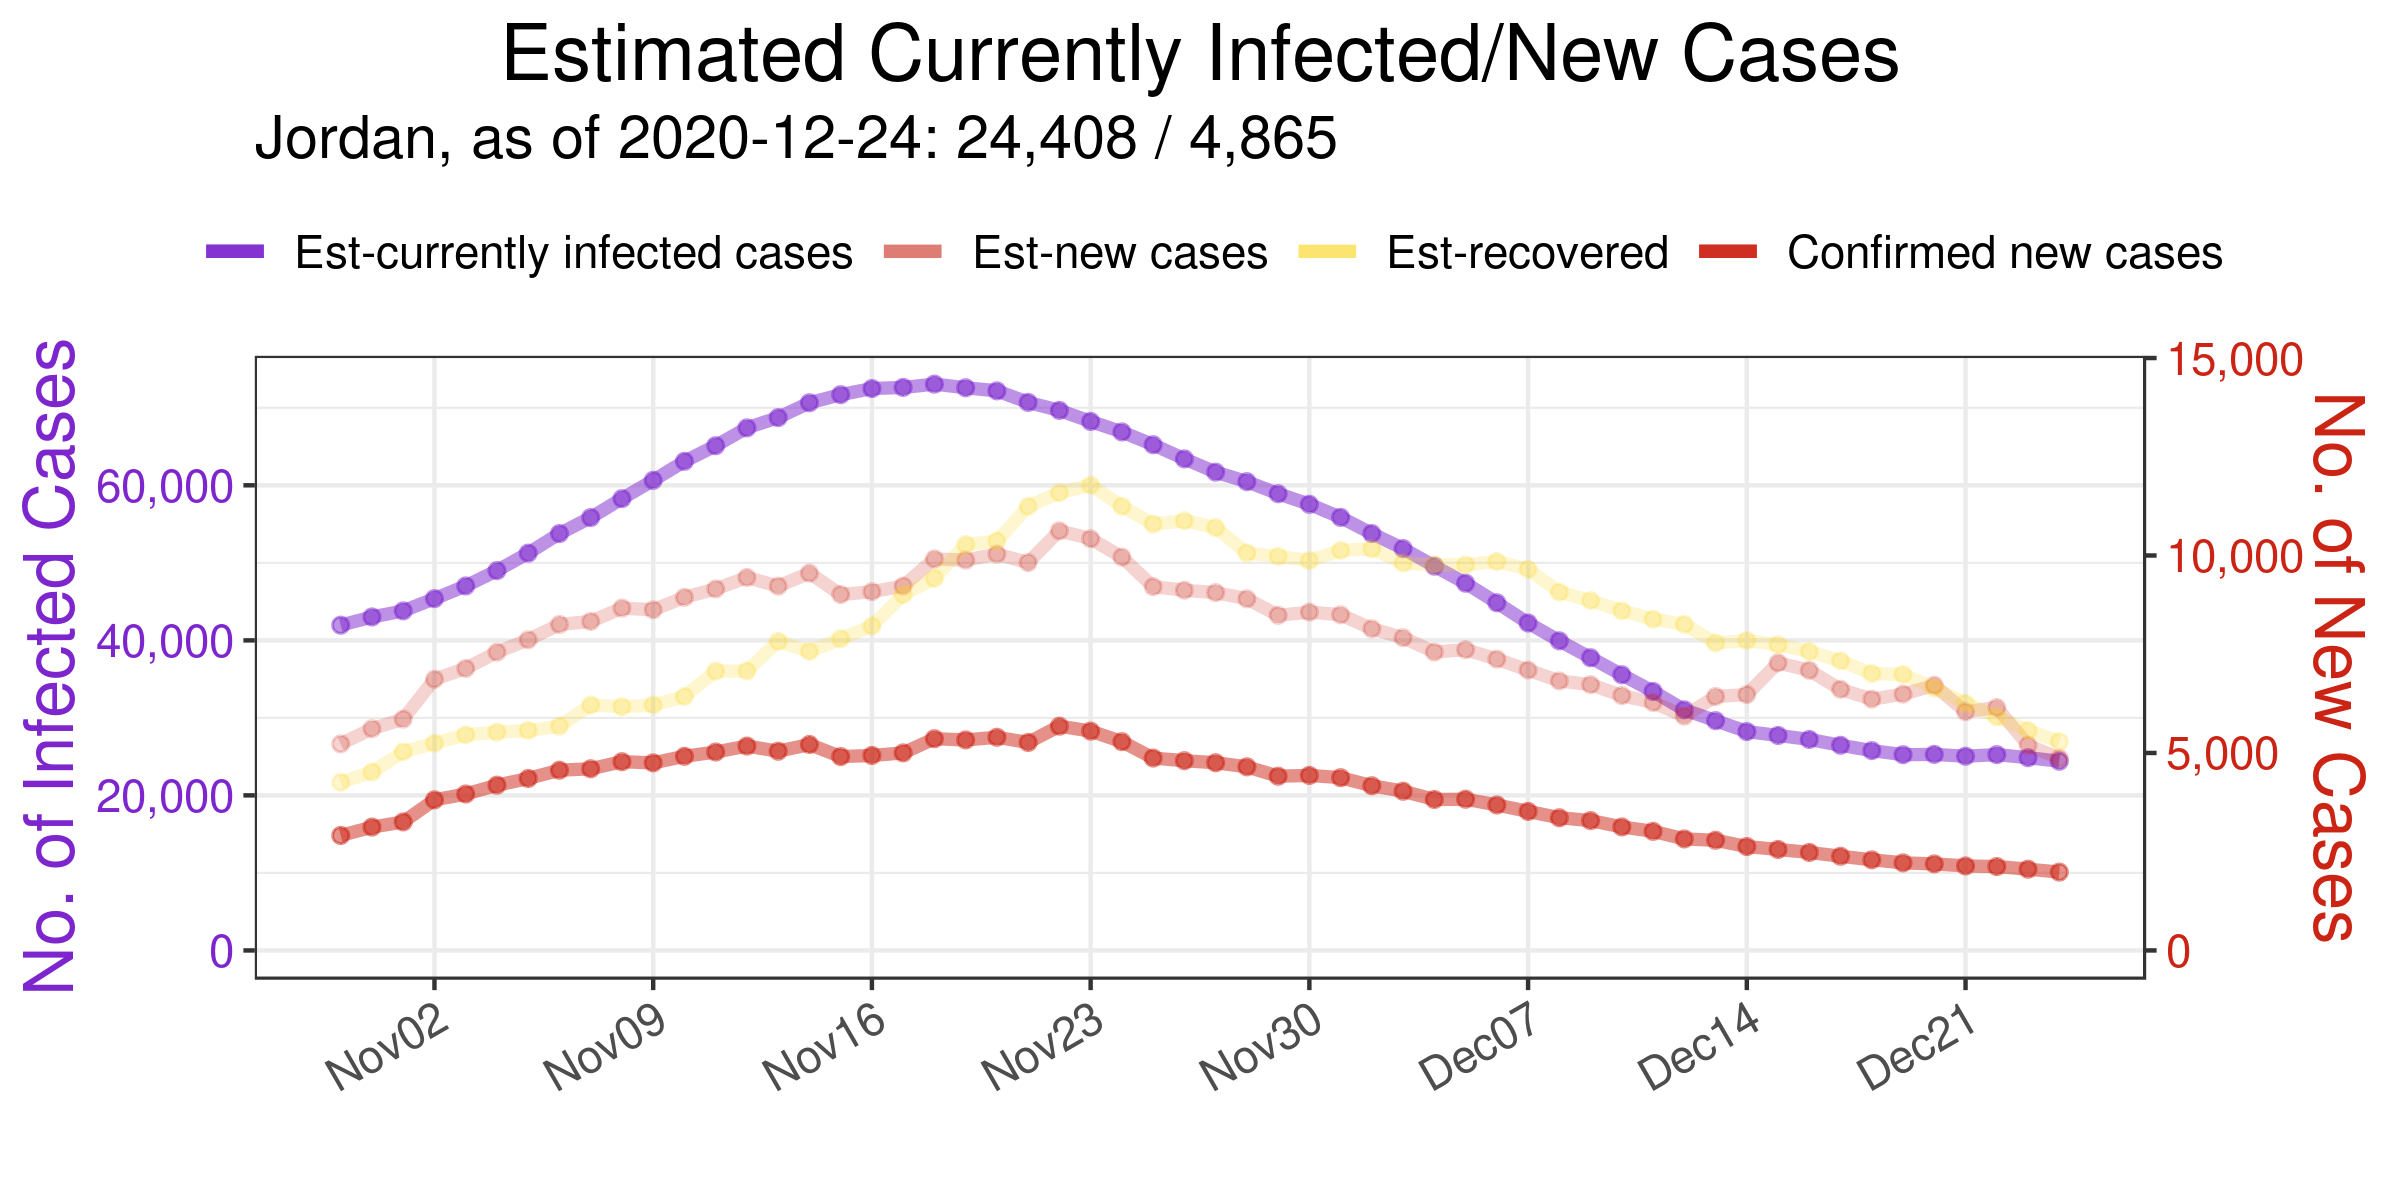 Estimated Currently Infected/New Cases
Jordan, as of 2020-12-24: 24,408 / 4,865
Est-currently infected cases Est-new cases Est-recovered Confirmed new cases
No. of Infected Cases
60,000
40,000
20,000
0
15,000
10,000
5,000
0
No. of New Cases
Nov02 Nov09 Nov16 Nov23 Nov30 Dec07 Dec14 Dec21